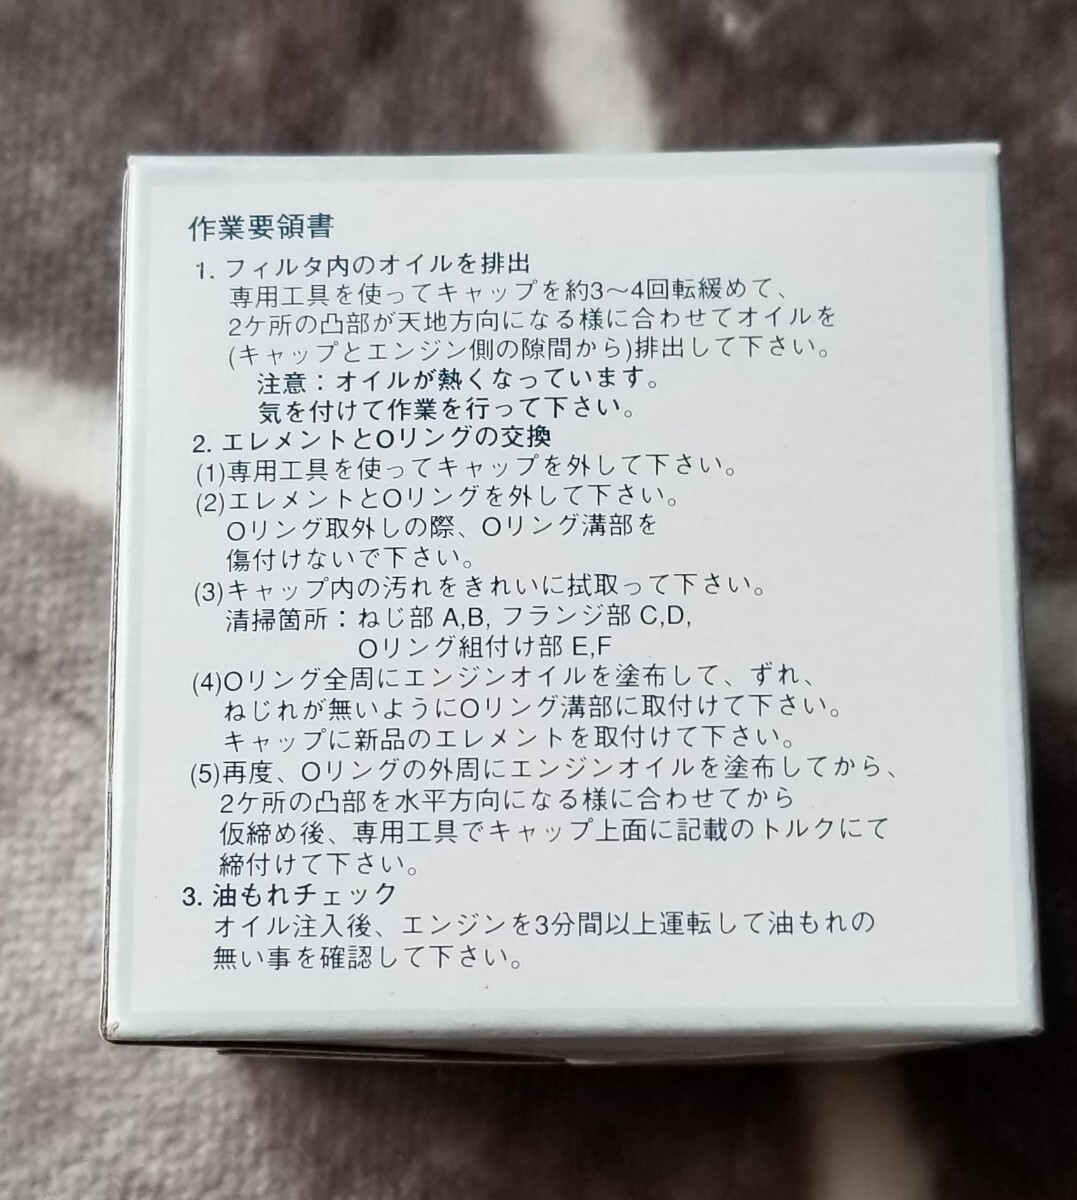 作業要領書
1. フィルタ内のオイルを排出
専用工具を使ってキャップを約3〜4回転緩めて、
2ケ所の凸部が天地方向になる様に合わせてオイルを
(キャップとエンジン側の隙間から)排出して下さい。
注意：オイルが熱くなっています。
気を付けて作業を行って下さい。
2. エレメントとOリングの交換
(1)専用工具を使ってキャップを外して下さい。
(2)エレメントとOリングを外して下さい。
Oリング取外しの際、Oリング溝部を
傷付けないで下さい。
(3)キャップ内の汚れをきれいに拭取って下さい。
清掃箇所：ねじ部 A,B, フランジ部 C,D,
Oリング組付け部 E,F
(4)Oリング全周にエンジンオイルを塗布して、ずれ、
ねじれが無いようにOリング溝部に取付けて下さい。
キャップに新品のエレメントを取付けて下さい。
(5)再度、Oリングの外周にエンジンオイルを塗布してから、
2ケ所の凸部を水平方向になる様に合わせてから
仮締め後、専用工具でキャップ上面に記載のトルクにて
締付けて下さい。
3. 油もれチェック
オイル注入後、エンジンを3分間以上運転して油もれの
無い事を確認して下さい。